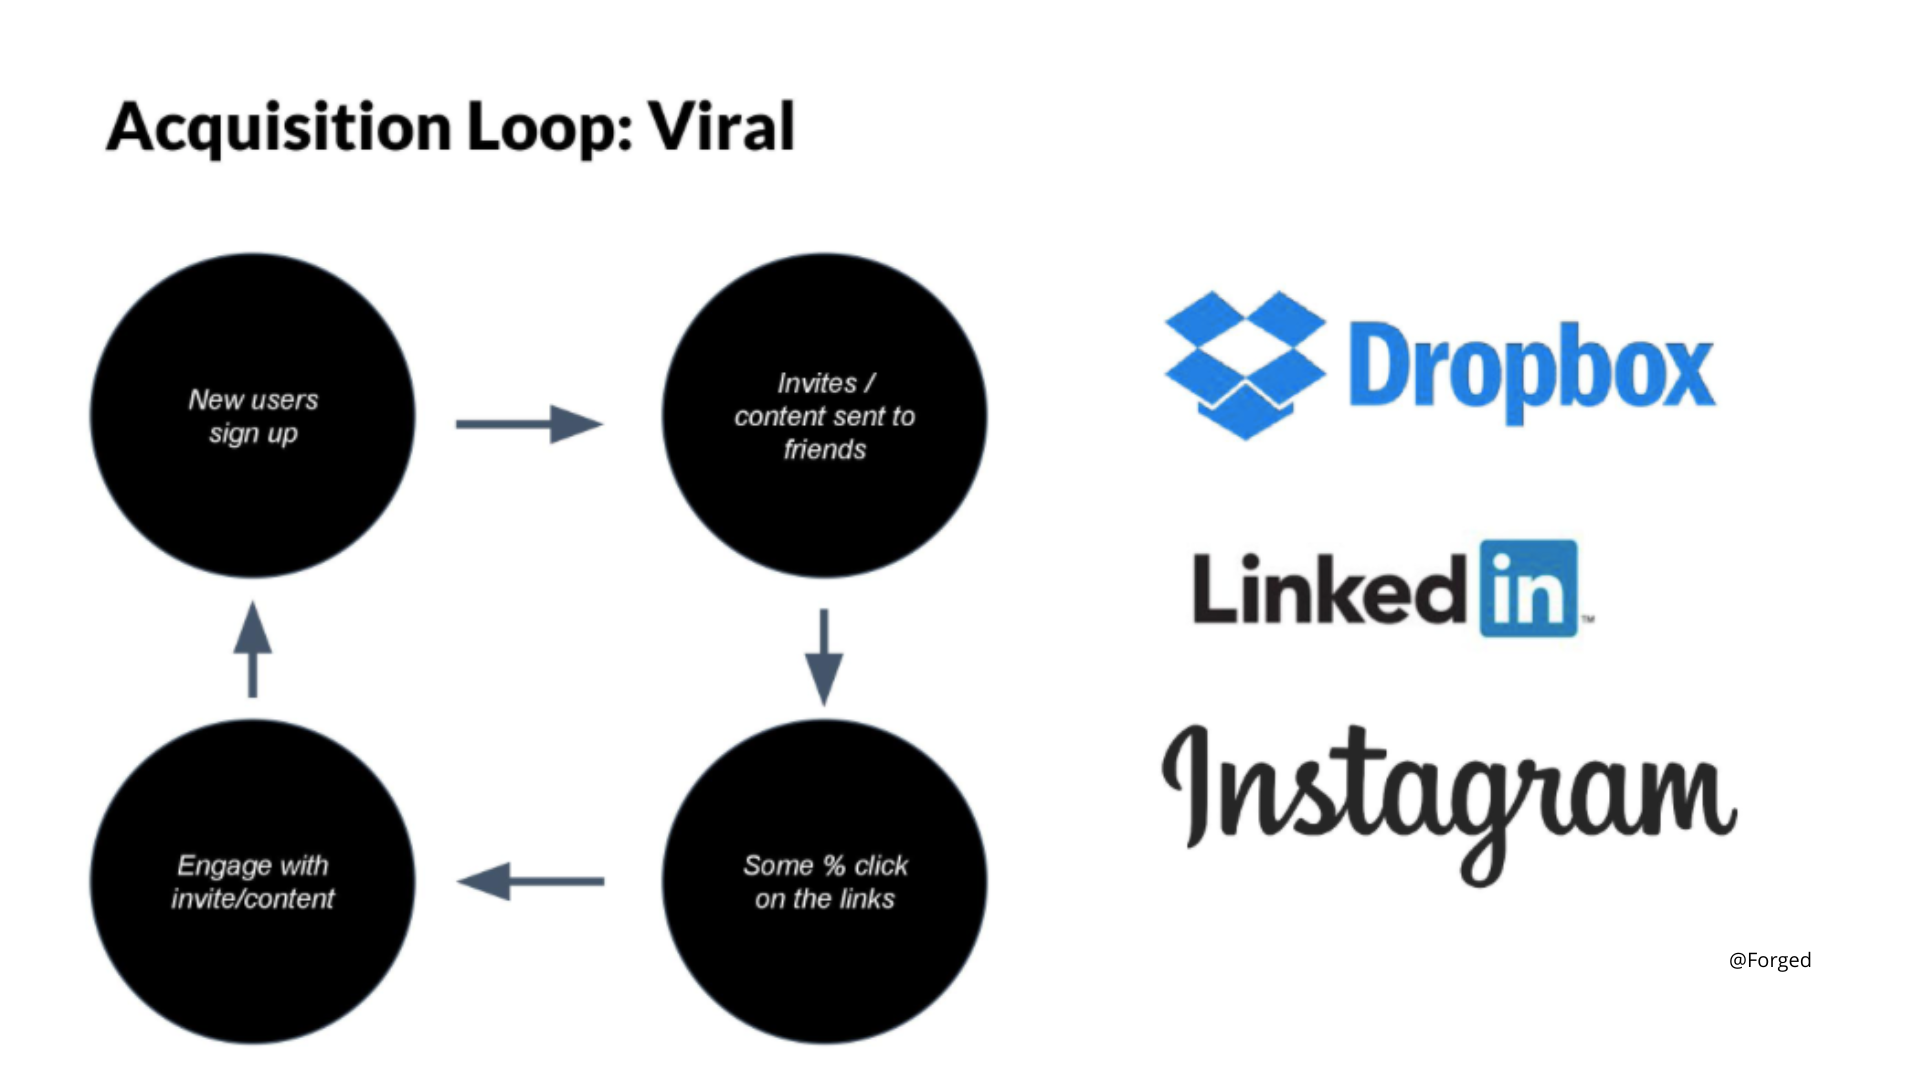 Acquisition Loop: Viral
New users
sign up
Invites /
content sent to
friends
Some % click
on the links
Engage with
invite/content
Dropbox
Linked in ™
Instagram
@Forged